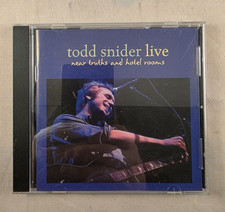 todd snider live
near truths and hotel rooms